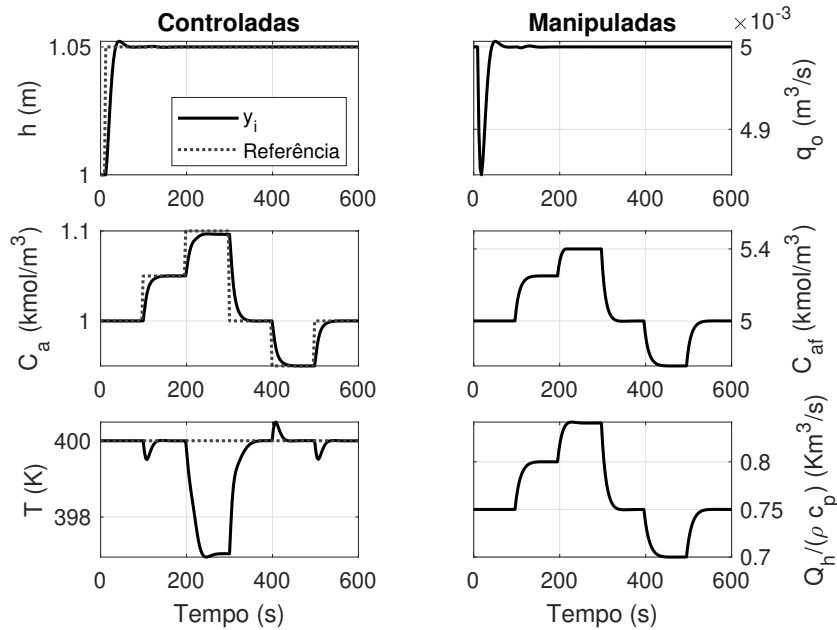 Controladas
Manipuladas
×10⁻³
1.05
1
h (m)
y_i
Referência
0 200 400 600
5
4.9
q_o (m³/s)
0 200 400 600
1.1
1
C_a (kmol/m³)
0 200 400 600
5.4
5
C_af (kmol/m³)
0 200 400 600
400
398
T (K)
0 200 400 600
Tempo (s)
0.8
0.75
0.7
Q_h/(ρ c_p) (Km³/s)
0 200 400 600
Tempo (s)